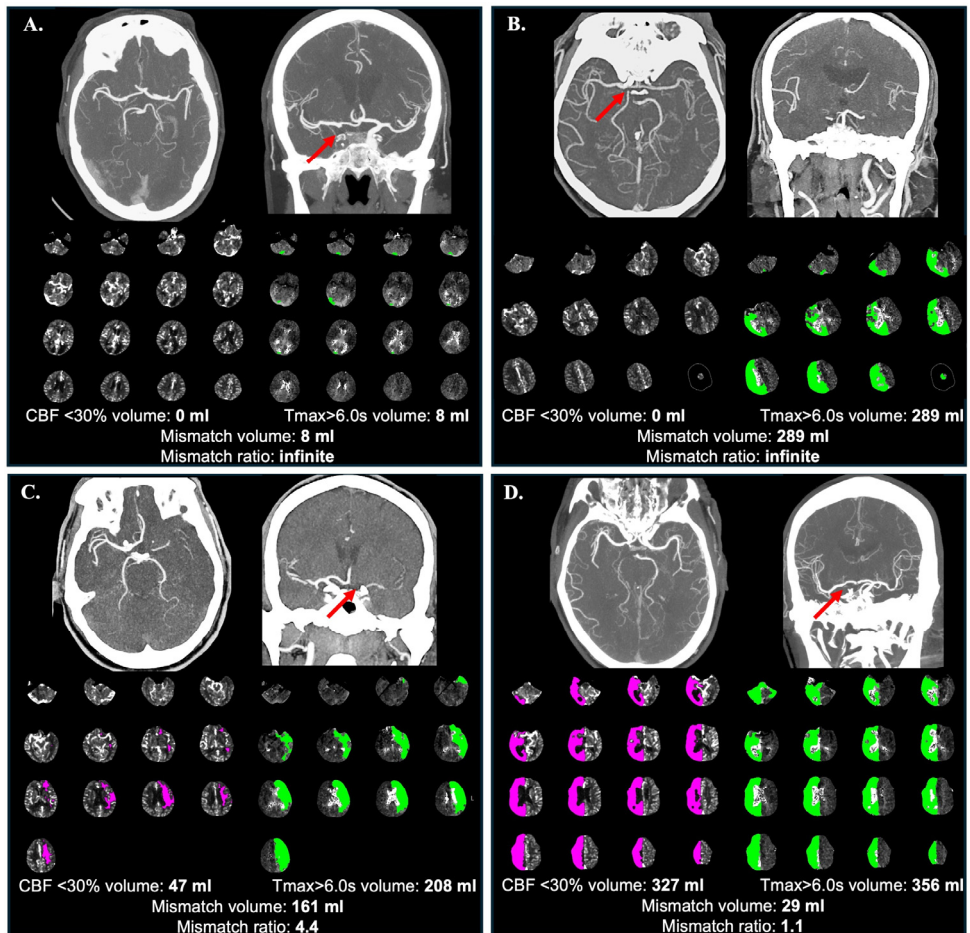 A.
CBF <30% volume: 0 ml
Tmax>6.0s volume: 8 ml
Mismatch volume: 8 ml
Mismatch ratio: infinite
B.
CBF <30% volume: 0 ml
Tmax>6.0s volume: 289 ml
Mismatch volume: 289 ml
Mismatch ratio: infinite
C.
CBF <30% volume: 47 ml
Tmax>6.0s volume: 208 ml
Mismatch volume: 161 ml
Mismatch ratio: 4.4
D.
CBF <30% volume: 327 ml
Tmax>6.0s volume: 356 ml
Mismatch volume: 29 ml
Mismatch ratio: 1.1